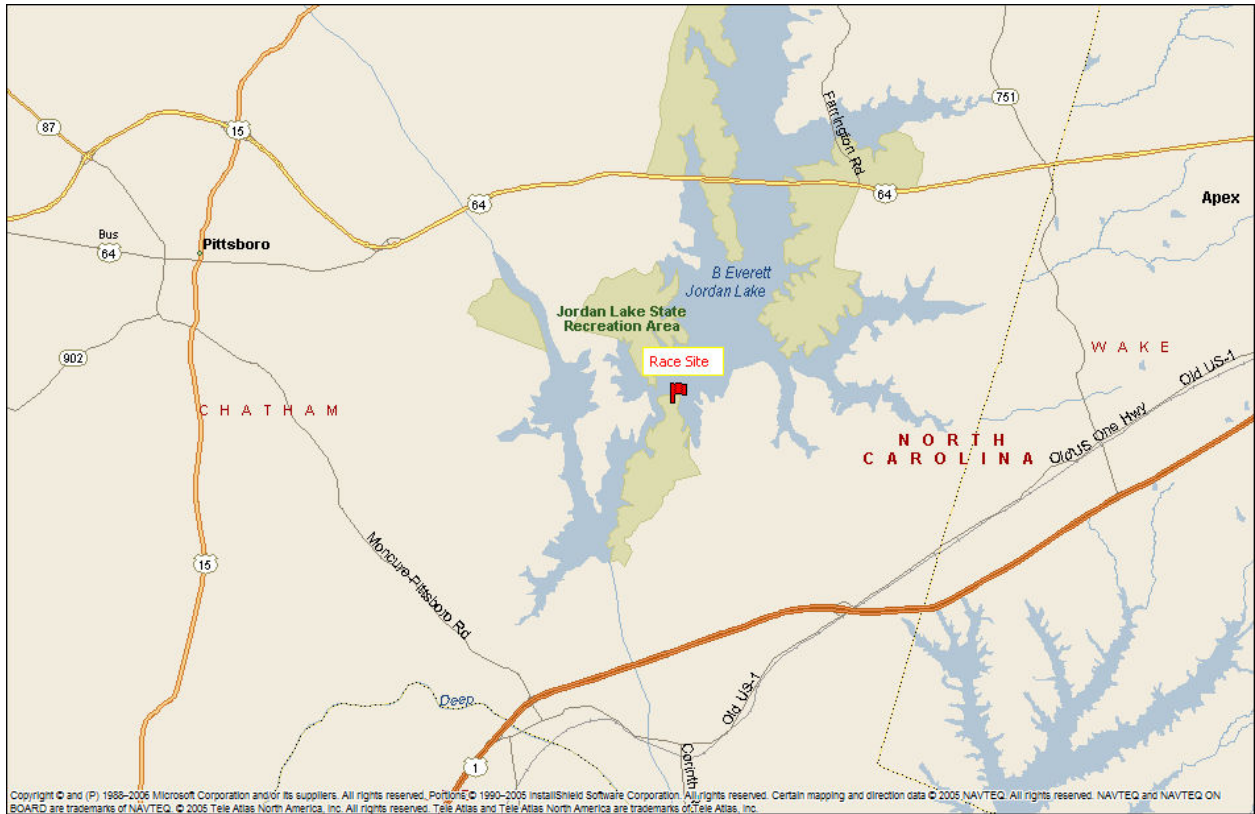 Farrington Rd
751
87
15
64
64
Apex
Bus
64
Pittsboro
B Everett
Jordan Lake
Jordan Lake State
Recreation Area
Race Site
902
W A K E
Old US-1
C H A T H A M
N O R T H
C A R O L I N A
Old US One Hwy
15
Moncure-Pittsboro Rd
Deep
Old US-1
1
Corinth
Copyright © and (P) 1988–2006 Microsoft Corporation and/or its suppliers. All rights reserved. Portions © 1990–2005 InstallShield Software Corporation. All rights reserved. Certain mapping and direction data © 2005 NAVTEQ. All rights reserved. NAVTEQ and NAVTEQ ON
BOARD are trademarks of NAVTEQ. © 2005 Tele Atlas North America, Inc. All rights reserved. Tele Atlas and Tele Atlas North America are trademarks of Tele Atlas, Inc.